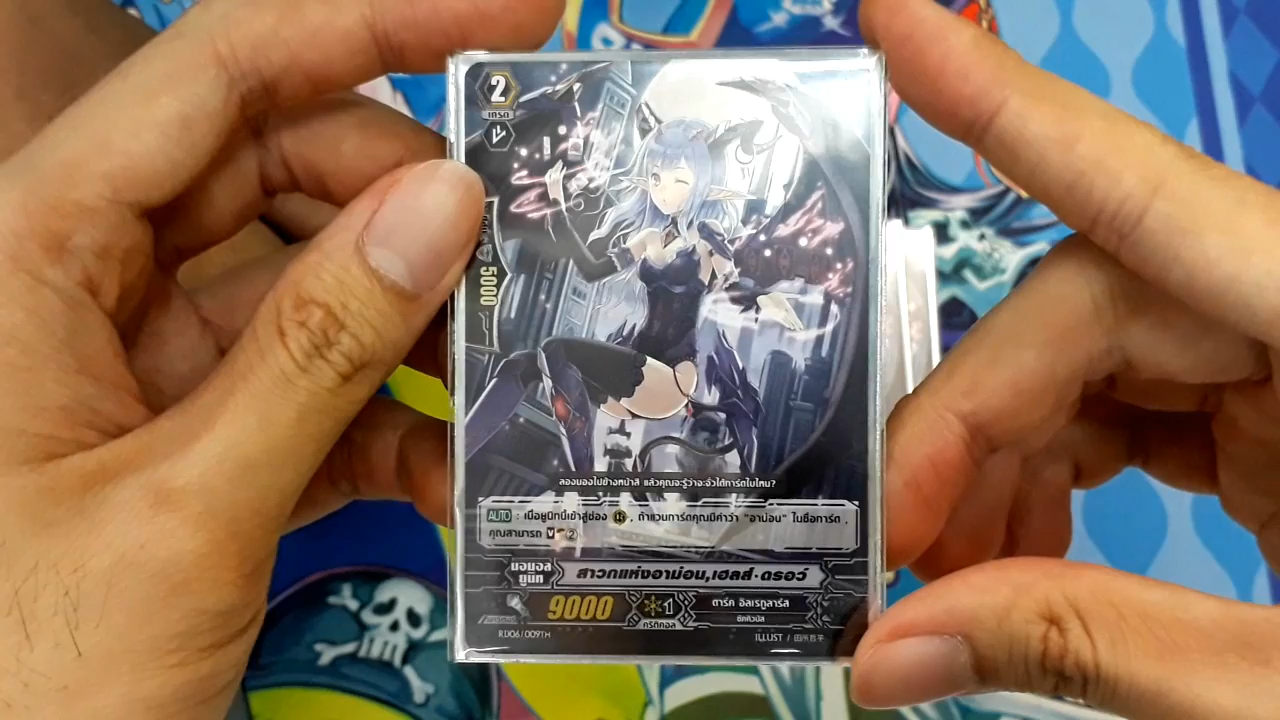 2
เกรด
5000
ลองมองไปข้างหน้าสิ แล้วคุณจะรู้ว่าจะจั่วได้การ์ดใบไหน?
AUTO : เมื่อยูนิทนี้เข้าสู่ช่อง , ถ้าแวนการ์ดคุณมีคำว่า "อาม่อน" ในชื่อการ์ด ,
คุณสามารถ V ②
นอมอล
ยูนิท
สาวกแห่งอาม่อน,เฮลส์·ดรอว์
9000
1
คริติคอล
ดาร์ค อิลเรกูลาร์ส
ซัคคิวบัส
RD06/009TH
ILLUST /